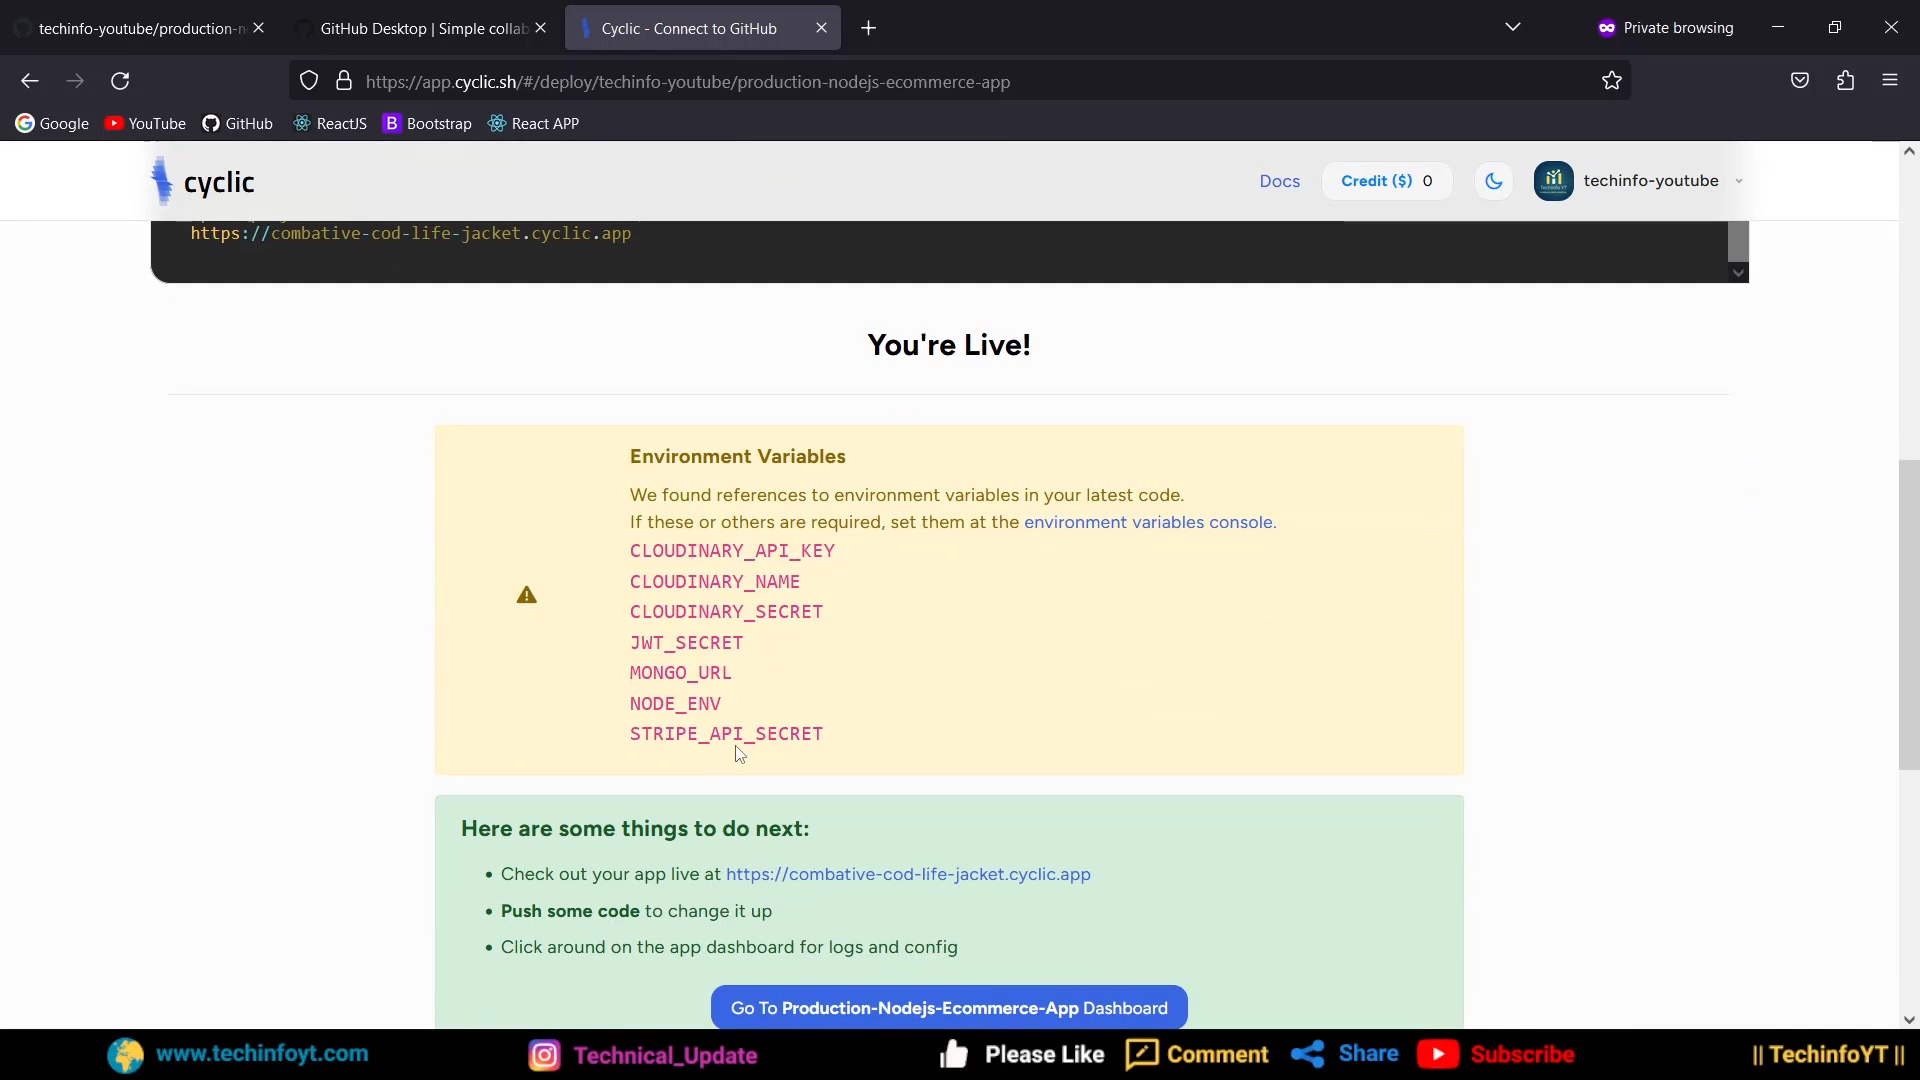 techinfo-youtube/production-n
GitHub Desktop | Simple collab
Cyclic - Connect to GitHub
Private browsing
https://app.cyclic.sh/#/deploy/techinfo-youtube/production-nodejs-ecommerce-app
Google
YouTube
GitHub
ReactJS
B Bootstrap
React APP
cyclic
Docs
Credit ($) 0
techinfo-youtube
https://combative-cod-life-jacket.cyclic.app
You're Live!
Environment Variables
We found references to environment variables in your latest code.
If these or others are required, set them at the environment variables console.
CLOUDINARY_API_KEY
CLOUDINARY_NAME
CLOUDINARY_SECRET
JWT_SECRET
MONGO_URL
NODE_ENV
STRIPE_API_SECRET
Here are some things to do next:
• Check out your app live at https://combative-cod-life-jacket.cyclic.app
• Push some code to change it up
• Click around on the app dashboard for logs and config
Go To Production-Nodejs-Ecommerce-App Dashboard
www.techinfoyt.com
Technical_Update
Please Like
Comment
Share
Subscribe
|| TechinfoYT ||